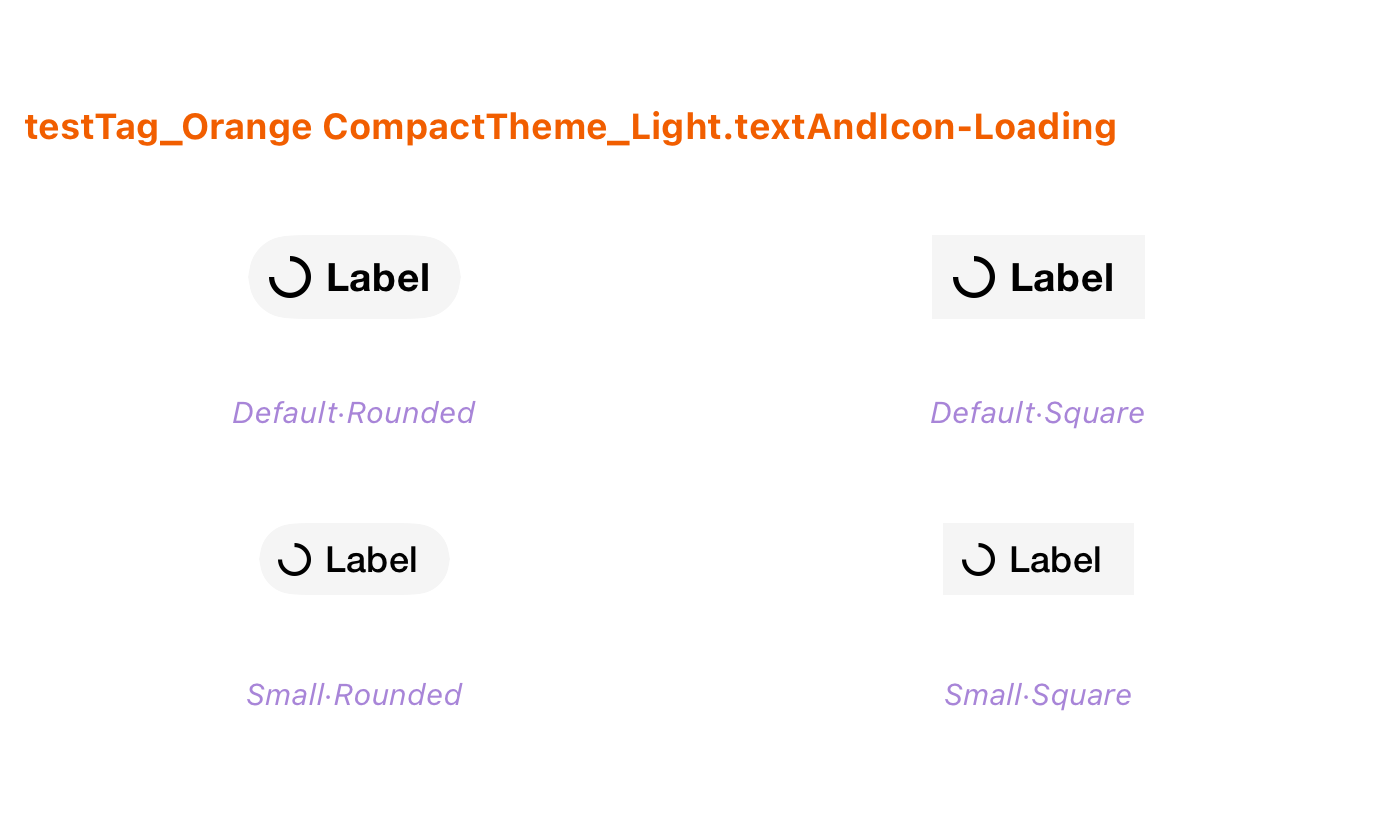 testTag_Orange CompactTheme_Light.textAndIcon-Loading
Label
Label
Default·Rounded
Default·Square
Label
Label
Small·Rounded
Small·Square